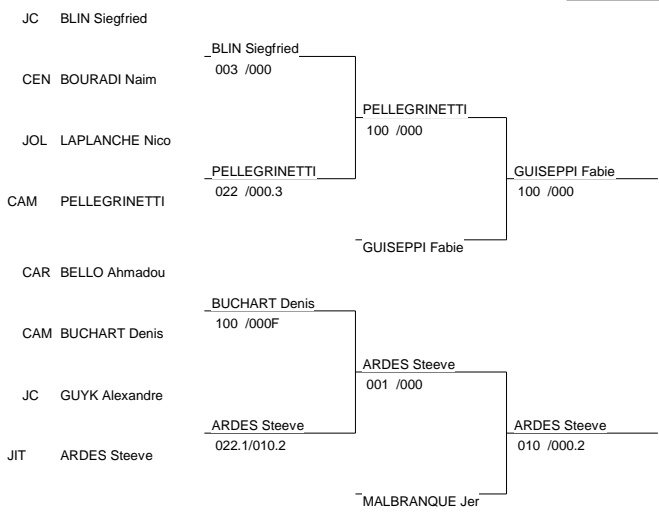 JC BLIN Siegfried
BLIN Siegfried
003 /000
CEN BOURADI Naim
PELLEGRINETTI
100 /000
JOL LAPLANCHE Nico
PELLEGRINETTI
022 /000.3
GUISEPPI Fabie
100 /000
CAM PELLEGRINETTI
GUISEPPI Fabie
CAR BELLO Ahmadou
BUCHART Denis
100 /000F
CAM BUCHART Denis
ARDES Steeve
001 /000
JC GUYK Alexandre
ARDES Steeve
022.1/010.2
ARDES Steeve
010 /000.2
JIT ARDES Steeve
MALBRANQUE Jer